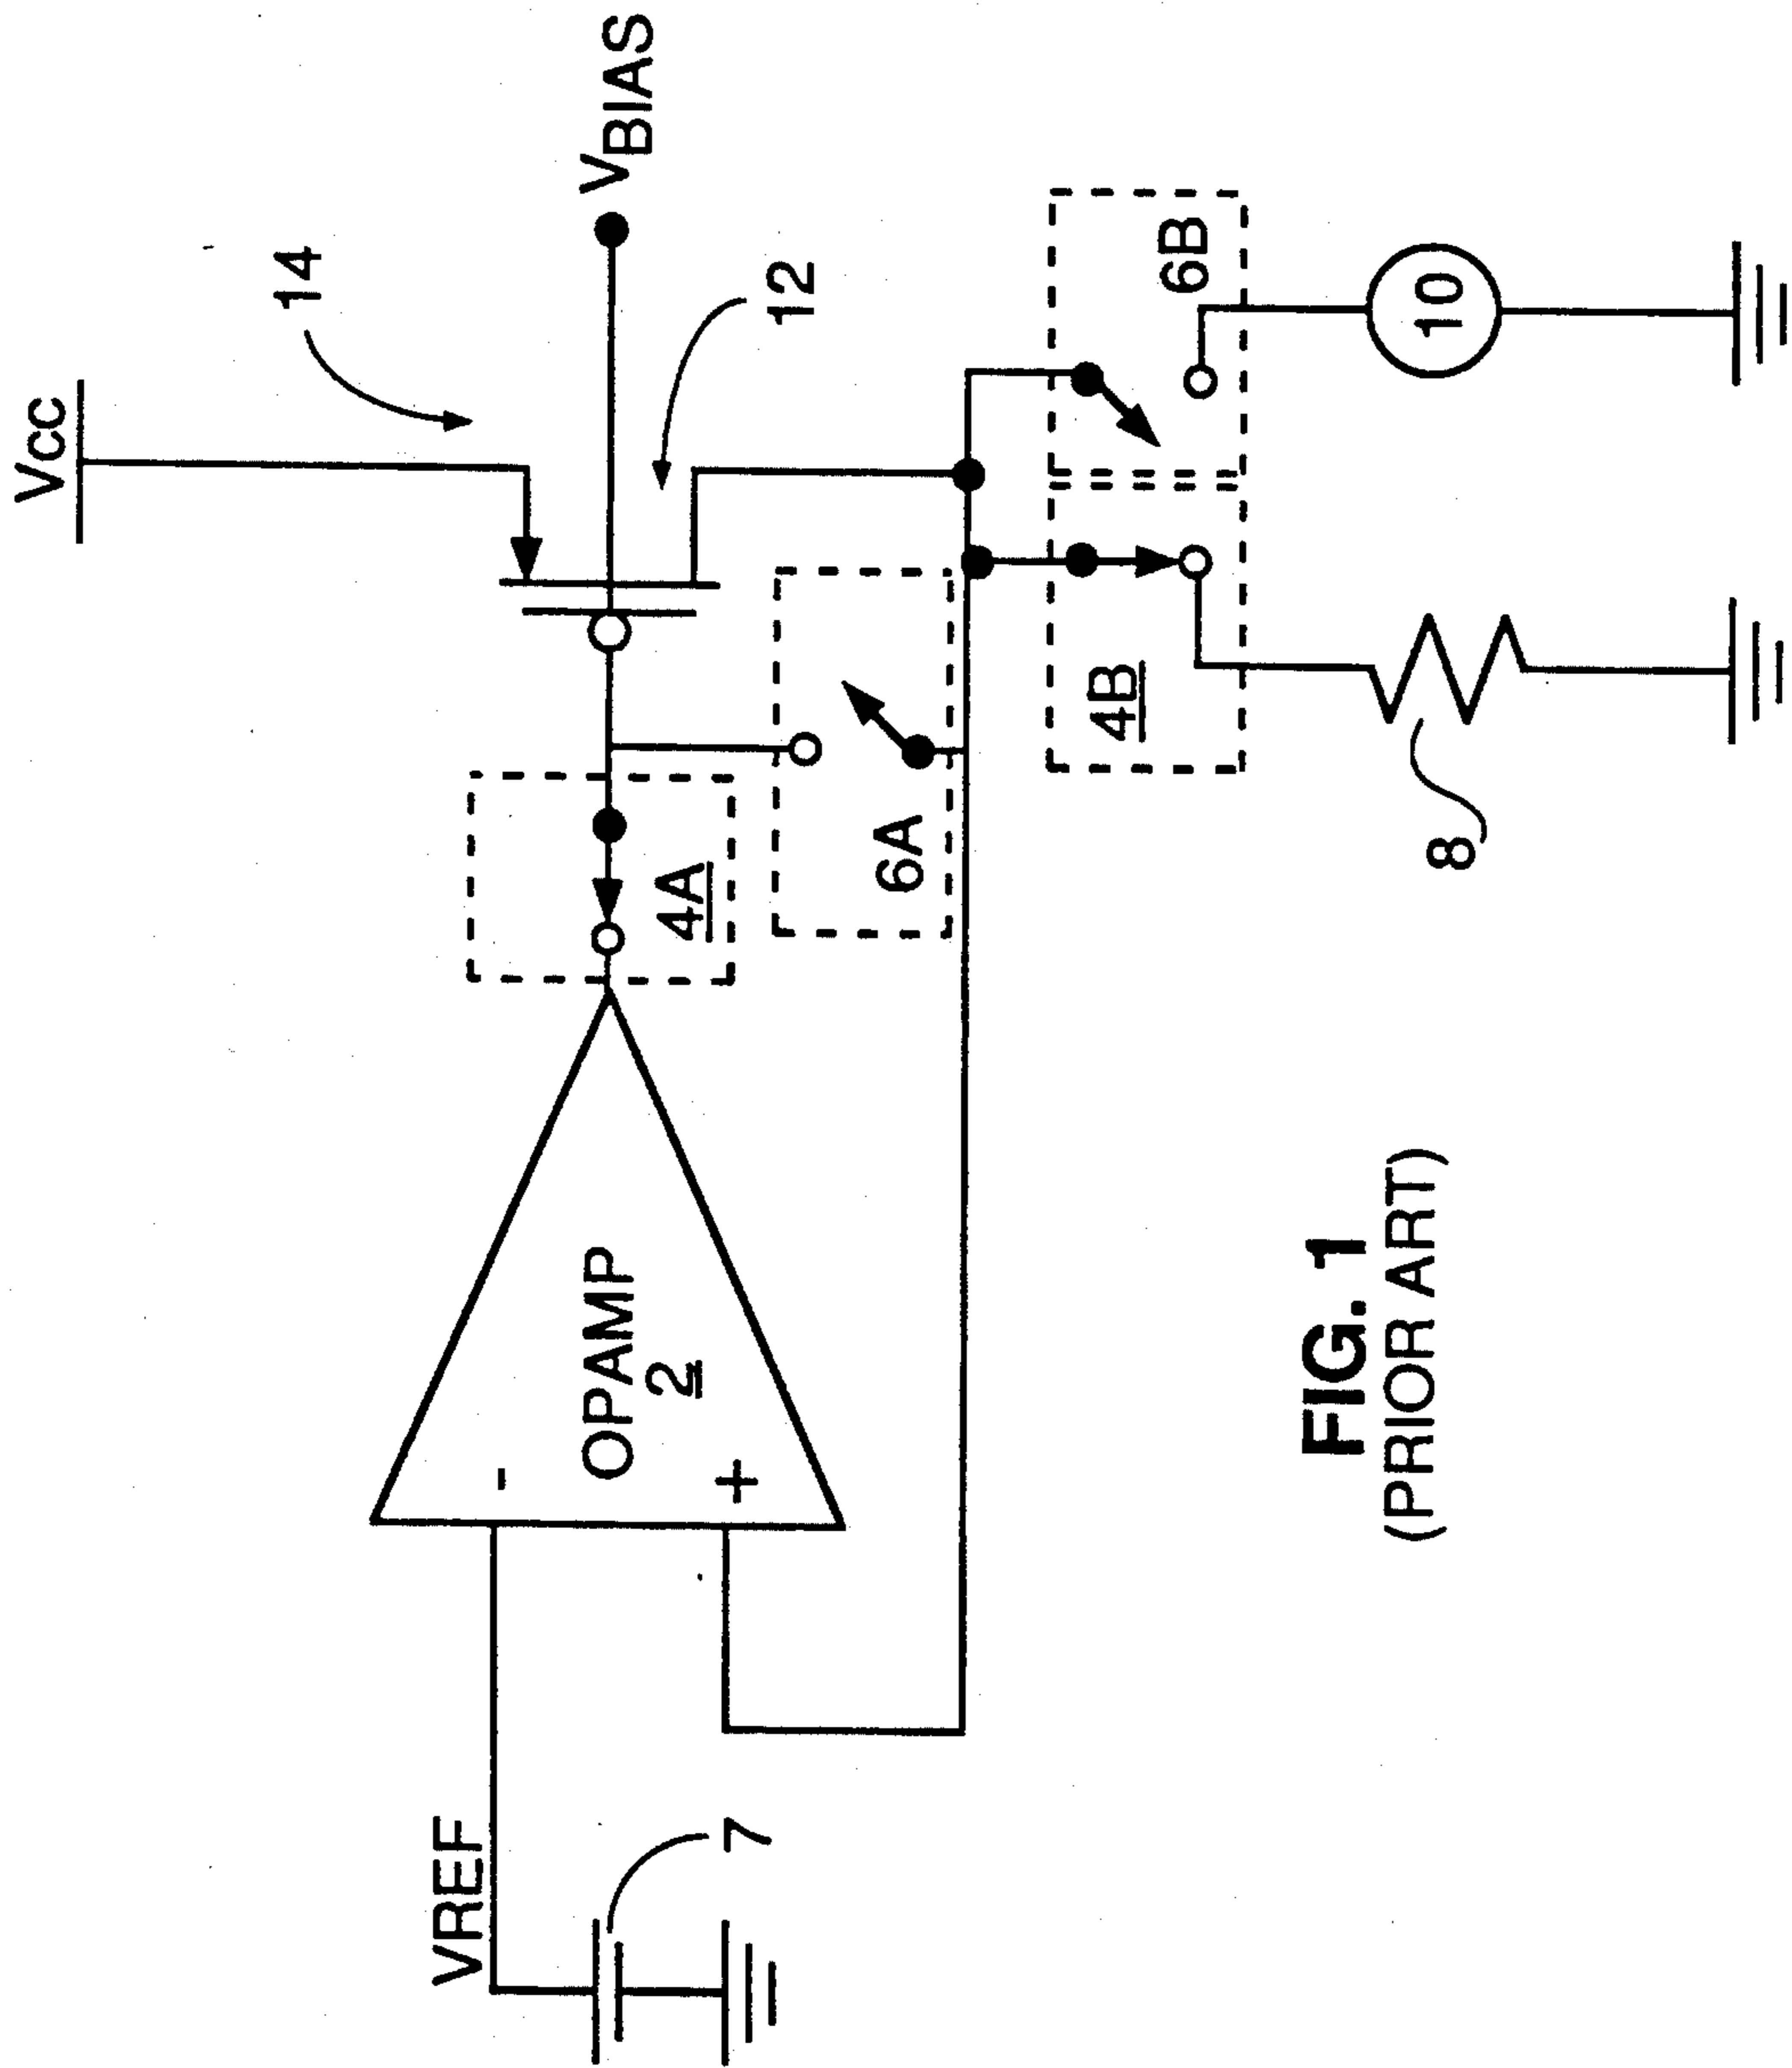 Vcc
14
VBIAS
12
4A
6A
OPAMP
2
-
+
VREF
7
4B
6B
10
8
FIG. 1
(PRIOR ART)